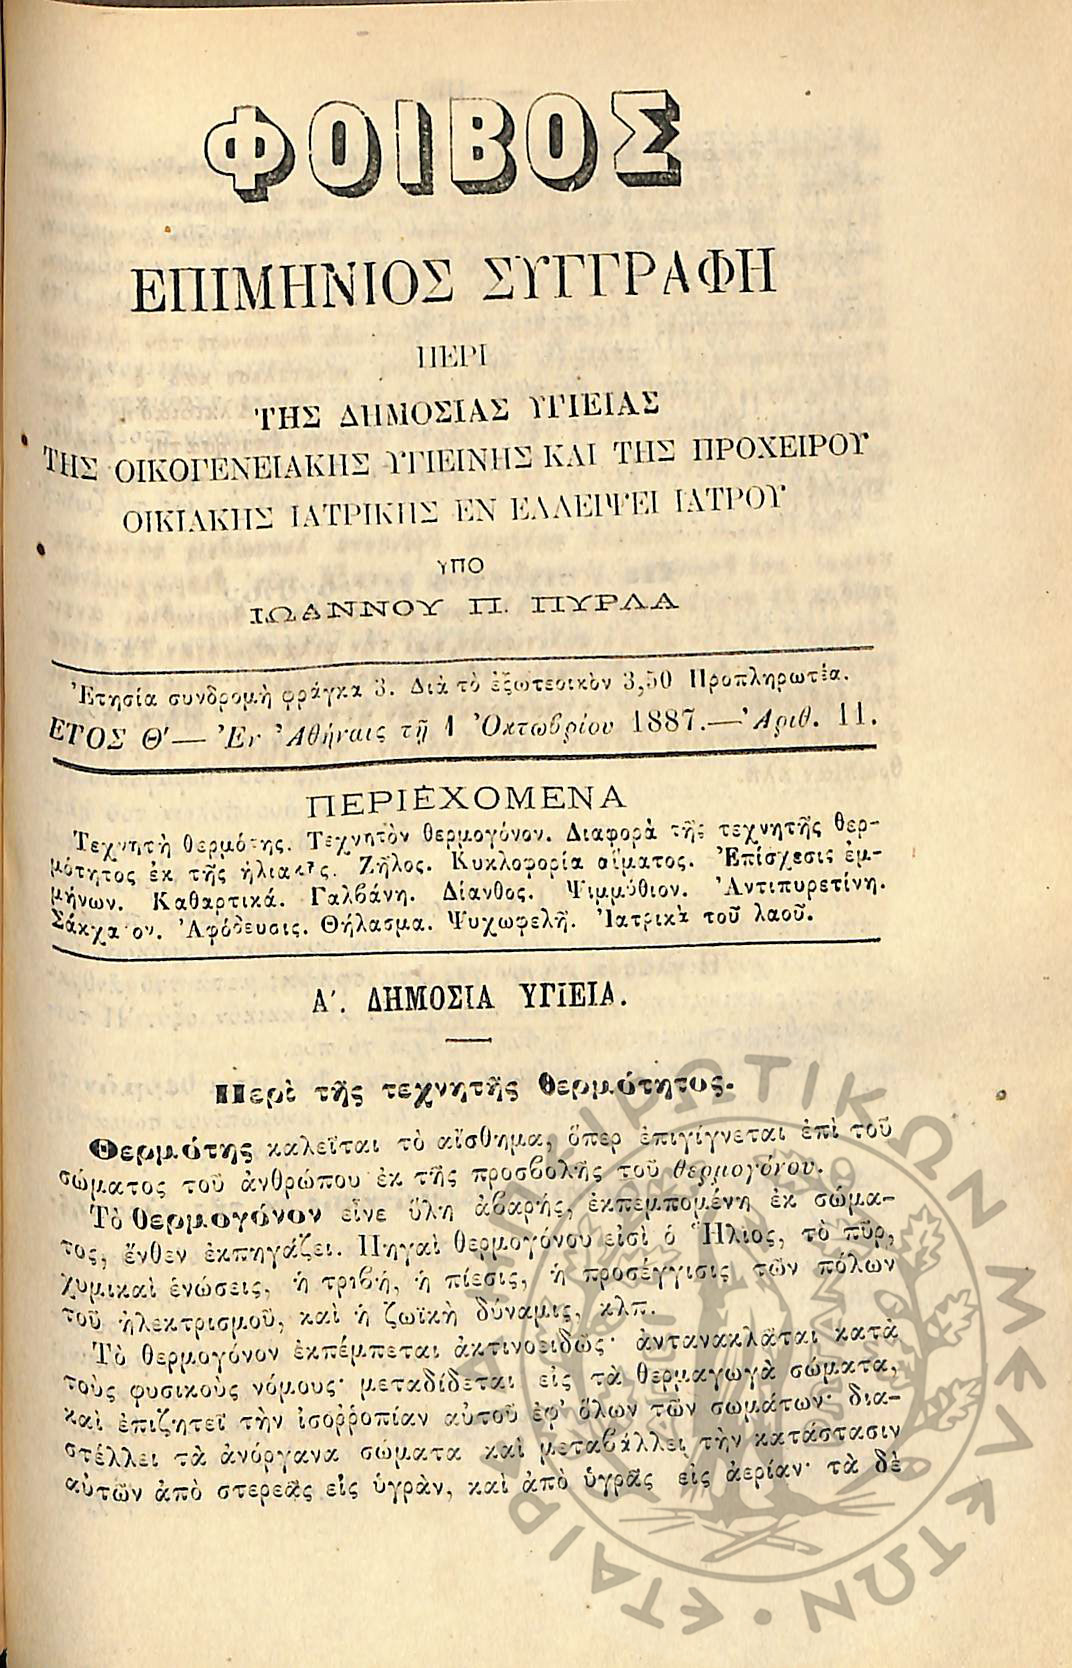 ΦΟΙΒΟΣ
ΕΠΙΜΗΝΙΟΣ ΣΥΓΓΡΑΦΗ
ΠΕΡΙ
ΤΗΣ ΔΗΜΟΣΙΑΣ ΥΓΙΕΙΑΣ
ΤΗΣ ΟΙΚΟΓΕΝΕΙΑΚΗΣ ΥΓΙΕΙΝΗΣ ΚΑΙ ΤΗΣ ΠΡΟΧΕΙΡΟΥ
ΟΙΚΙΑΚΗΣ ΙΑΤΡΙΚΗΣ ΕΝ ΕΛΛΕΙΨΕΙ ΙΑΤΡΟΥ
ΥΠΟ
ΙΩΑΝΝΟΥ Π. ΠΥΡΛΑ
Ἐτησία συνδρομὴ φράγκα 3. Διὰ τὸ ἐξωτερικὸν 3,50 Προπληρωτέα.
ΕΤΟΣ Θ′— Ἐν Ἀθήναις τῇ 1 Ὀκτωβρίου 1887.— Ἀριθ. 11.
ΠΕΡΙΕΧΟΜΕΝΑ
Τεχνητὴ θερμότης. Τεχνητὸν θερμογόνον. Διαφορὰ τῆς τεχνητῆς θερ-
μότητος ἐκ τῆς ἡλιακῆς. Ζῆλος. Κυκλοφορία αἵματος. Ἐπίσχεσις ἐμ-
μήνων. Καθαρτικά. Γαλβάνη. Δίανθος. Ψιμμύθιον. Ἀντιπυρετίνη.
Σάκχαρον. Ἀφόδευσις. Θήλασμα. Ψυχωφελῆ. Ἰατρικὰ τοῦ λαοῦ.
Α′. ΔΗΜΟΣΙΑ ΥΓΙΕΙΑ.
Περὶ τῆς τεχνητῆς θερμότητος.
Θερμότης καλεῖται τὸ αἴσθημα, ὅπερ ἐπιγίγνεται ἐπὶ τοῦ
σώματος τοῦ ἀνθρώπου ἐκ τῆς προσβολῆς τοῦ θερμογόνου.
Τὸ θερμογόνον εἶνε ὕλη ἀβαρής, ἐκπεμπομένη ἐκ σώμα-
τος, ἔνθεν ἐκπηγάζει. Πηγαὶ θερμογόνου εἰσὶ ὁ Ἥλιος, τὸ πῦρ,
χυμικαὶ ἑνώσεις, ἡ τριβή, ἡ πίεσις, ἡ προσέγγισις τῶν πόλων
τοῦ ἠλεκτρισμοῦ, καὶ ἡ ζωϊκὴ δύναμις, κλπ.
Τὸ θερμογόνον ἐκπέμπεται ἀκτινοειδῶς· ἀντανακλᾶται κατὰ
τοὺς φυσικοὺς νόμους· μεταδίδεται εἰς τὰ θερμαγωγὰ σώματα,
καὶ ἐπιζητεῖ τὴν ἰσοῤῥοπίαν αὐτοῦ ἐφ' ὅλων τῶν σωμάτων· δια-
στέλλει τὰ ἀνόργανα σώματα καὶ μεταβάλλει τὴν κατάστασιν
αὐτῶν ἀπὸ στερεᾶς εἰς ὑγρὰν, καὶ ἀπὸ ὑγρᾶς εἰς ἀερίαν· τὰ δὲ
ΕΤΑΙΡΕΙΑ ΗΠΕΙΡΩΤΙΚΩΝ ΜΕΛΕΤΩΝ